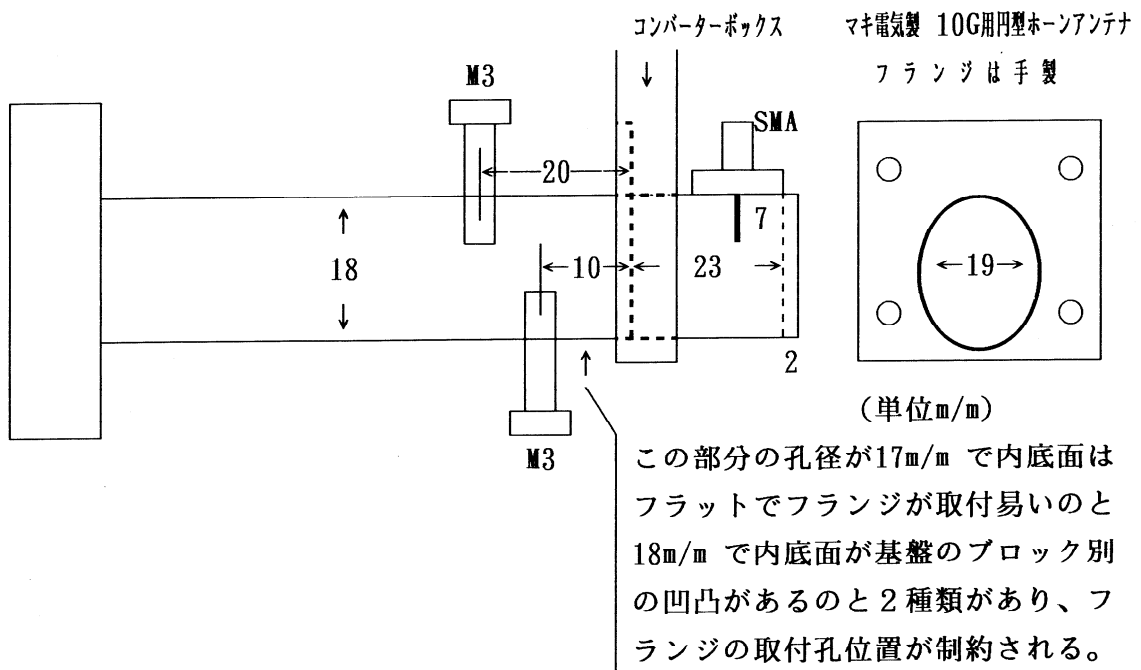 コンバーターボックス
マキ電気製 10G用円型ホーンアンテナ
フランジは手製
M3
SMA
20
7
18
10
23
19
2
M3
(単位m/m)
この部分の孔径が17m/m で内底面は
フラットでフランジが取付易いのと
18m/m で内底面が基盤のブロック別
の凹凸があるのと２種類があり、フ
ランジの取付孔位置が制約される。